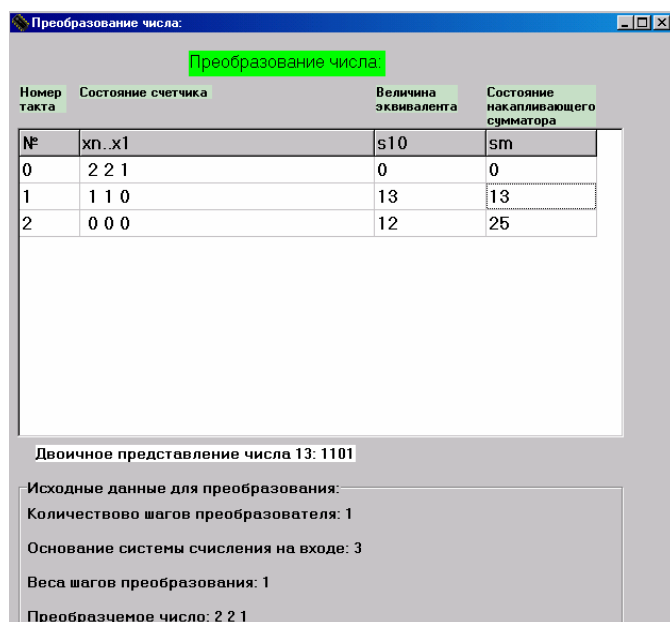 Преобразование числа:
Преобразование числа:
Номер такта
Состояние счетчика
Величина эквивалента
Состояние накапливающего сумматора
№ xn..x1 s10 sm
0 2 2 1 0 0
1 1 1 0 13 13
2 0 0 0 12 25
Двоичное представление числа 13: 1101
Исходные данные для преобразования:
Количествово шагов преобразователя: 1
Основание системы счисления на входе: 3
Веса шагов преобразования: 1
Преобразуемое число: 2 2 1